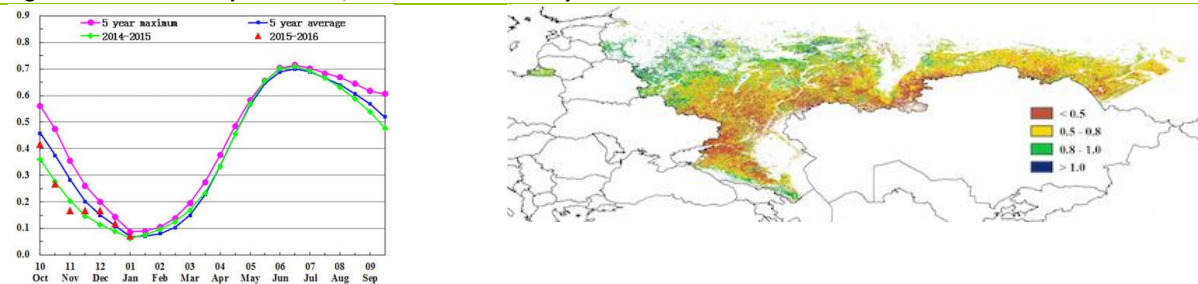 5 year maximum
5 year average
2014-2015
2015-2016
0.9
0.8
0.7
0.6
0.5
0.4
0.3
0.2
0.1
0.0
10 11 12 01 02 03 04 05 06 07 08 09
Oct Nov Dec Jan Feb Mar Apr May Jun Jul Aug Sep
< 0.5
0.5 - 0.8
0.8 - 1.0
> 1.0